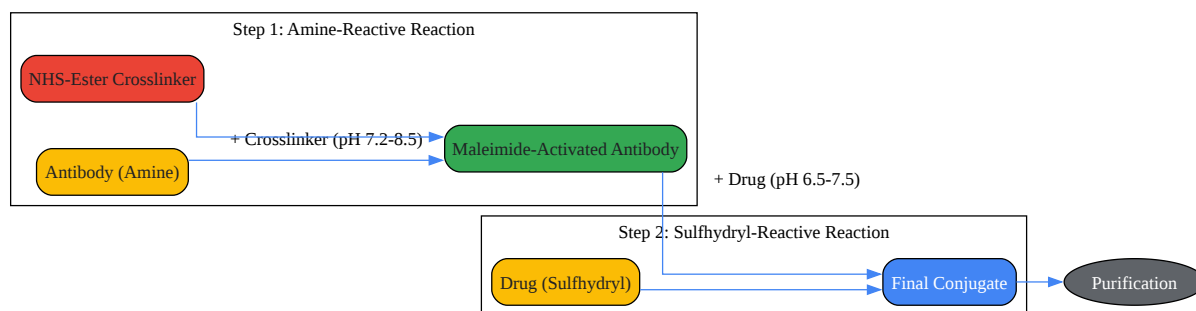 Step 1: Amine-Reactive Reaction
NHS-Ester Crosslinker
+ Crosslinker (pH 7.2-8.5)
Antibody (Amine)
Maleimide-Activated Antibody
+ Drug (pH 6.5-7.5)
Step 2: Sulfhydryl-Reactive Reaction
Drug (Sulfhydryl)
Final Conjugate
Purification